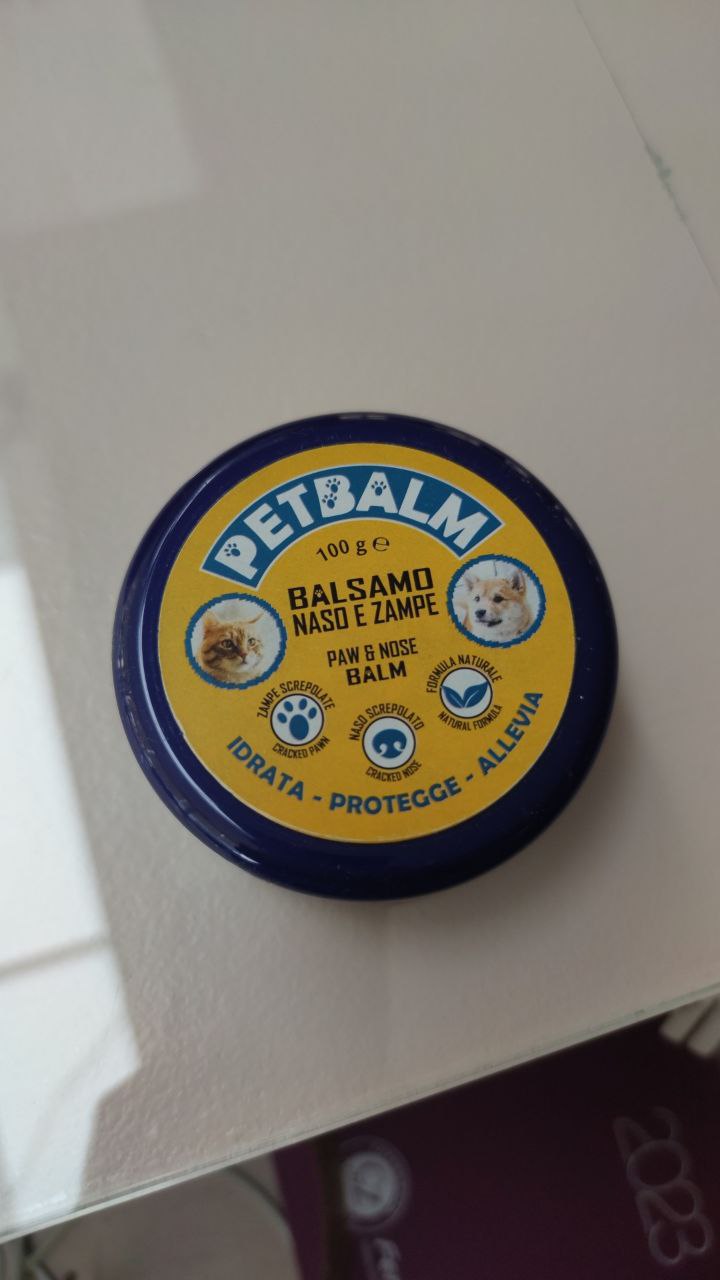 PETBALM
100 g ℮
BALSAMO
NASO E ZAMPE
PAW & NOSE
BALM
ZAMPE SCREPOLATE
CRACKED PAWN
NASO SCREPOLATO
CRACKED NOSE
FORMULA NATURALE
NATURAL FORMULA
IDRATA - PROTEGGE - ALLEVIA
2023